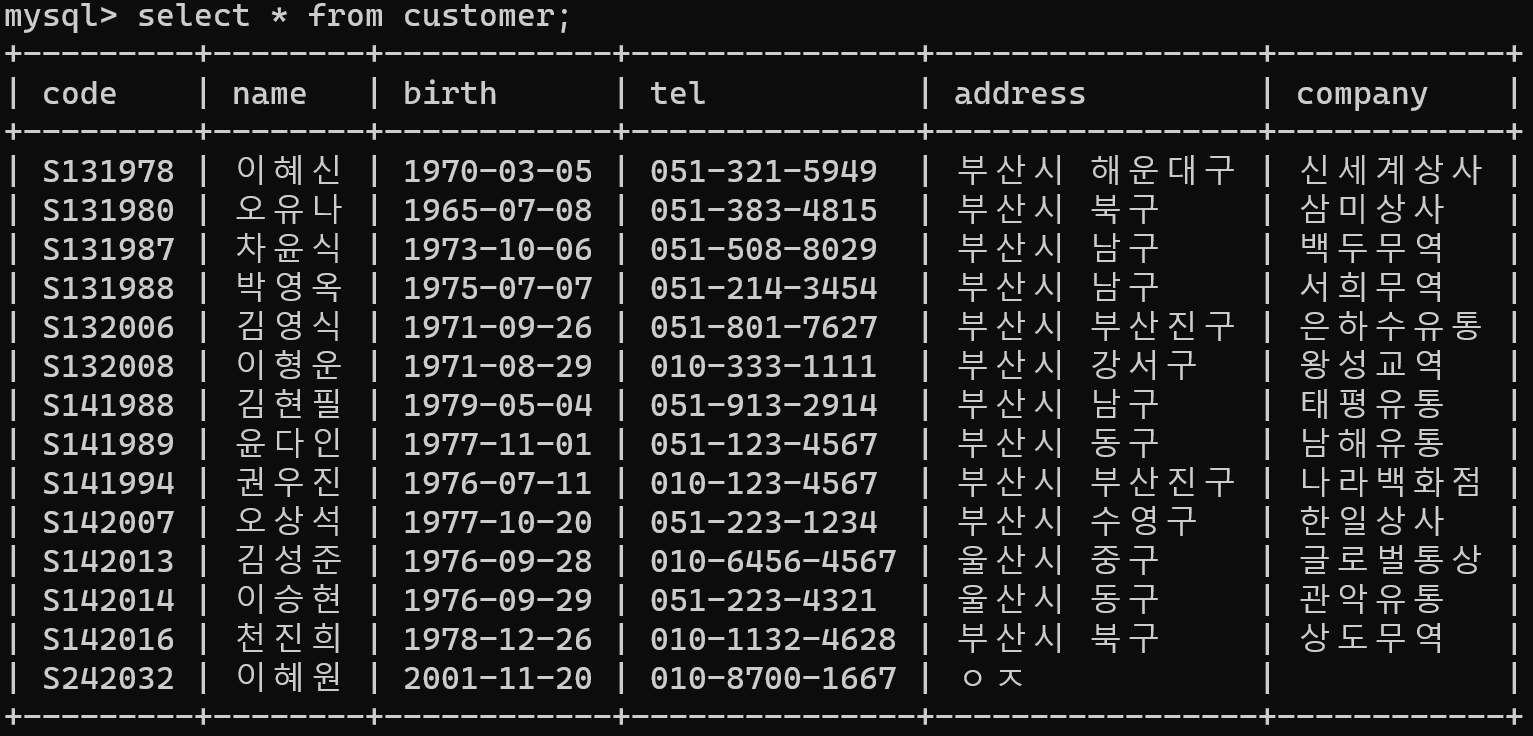 mysql> select * from customer;
+---------+--------+------------+---------------+-----------------+------------+
| code    | name   | birth      | tel           | address         | company    |
+---------+--------+------------+---------------+-----------------+------------+
| S131978 | 이혜신 | 1970-03-05 | 051-321-5949  | 부산시 해운대구 | 신세계상사 |
| S131980 | 오유나 | 1965-07-08 | 051-383-4815  | 부산시 북구     | 삼미상사   |
| S131987 | 차윤식 | 1973-10-06 | 051-508-8029  | 부산시 남구     | 백두무역   |
| S131988 | 박영옥 | 1975-07-07 | 051-214-3454  | 부산시 남구     | 서희무역   |
| S132006 | 김영식 | 1971-09-26 | 051-801-7627  | 부산시 부산진구 | 은하수유통 |
| S132008 | 이형운 | 1971-08-29 | 010-333-1111  | 부산시 강서구   | 왕성교역   |
| S141988 | 김현필 | 1979-05-04 | 051-913-2914  | 부산시 남구     | 태평유통   |
| S141989 | 윤다인 | 1977-11-01 | 051-123-4567  | 부산시 동구     | 남해유통   |
| S141994 | 권우진 | 1976-07-11 | 010-123-4567  | 부산시 부산진구 | 나라백화점 |
| S142007 | 오상석 | 1977-10-20 | 051-223-1234  | 부산시 수영구   | 한일상사   |
| S142013 | 김성준 | 1976-09-28 | 010-6456-4567 | 울산시 중구     | 글로벌통상 |
| S142014 | 이승현 | 1976-09-29 | 051-223-4321  | 울산시 동구     | 관악유통   |
| S142016 | 천진희 | 1978-12-26 | 010-1132-4628 | 부산시 북구     | 상도무역   |
| S242032 | 이혜원 | 2001-11-20 | 010-8700-1667 | ㅇㅈ            |            |
+---------+--------+------------+---------------+-----------------+------------+